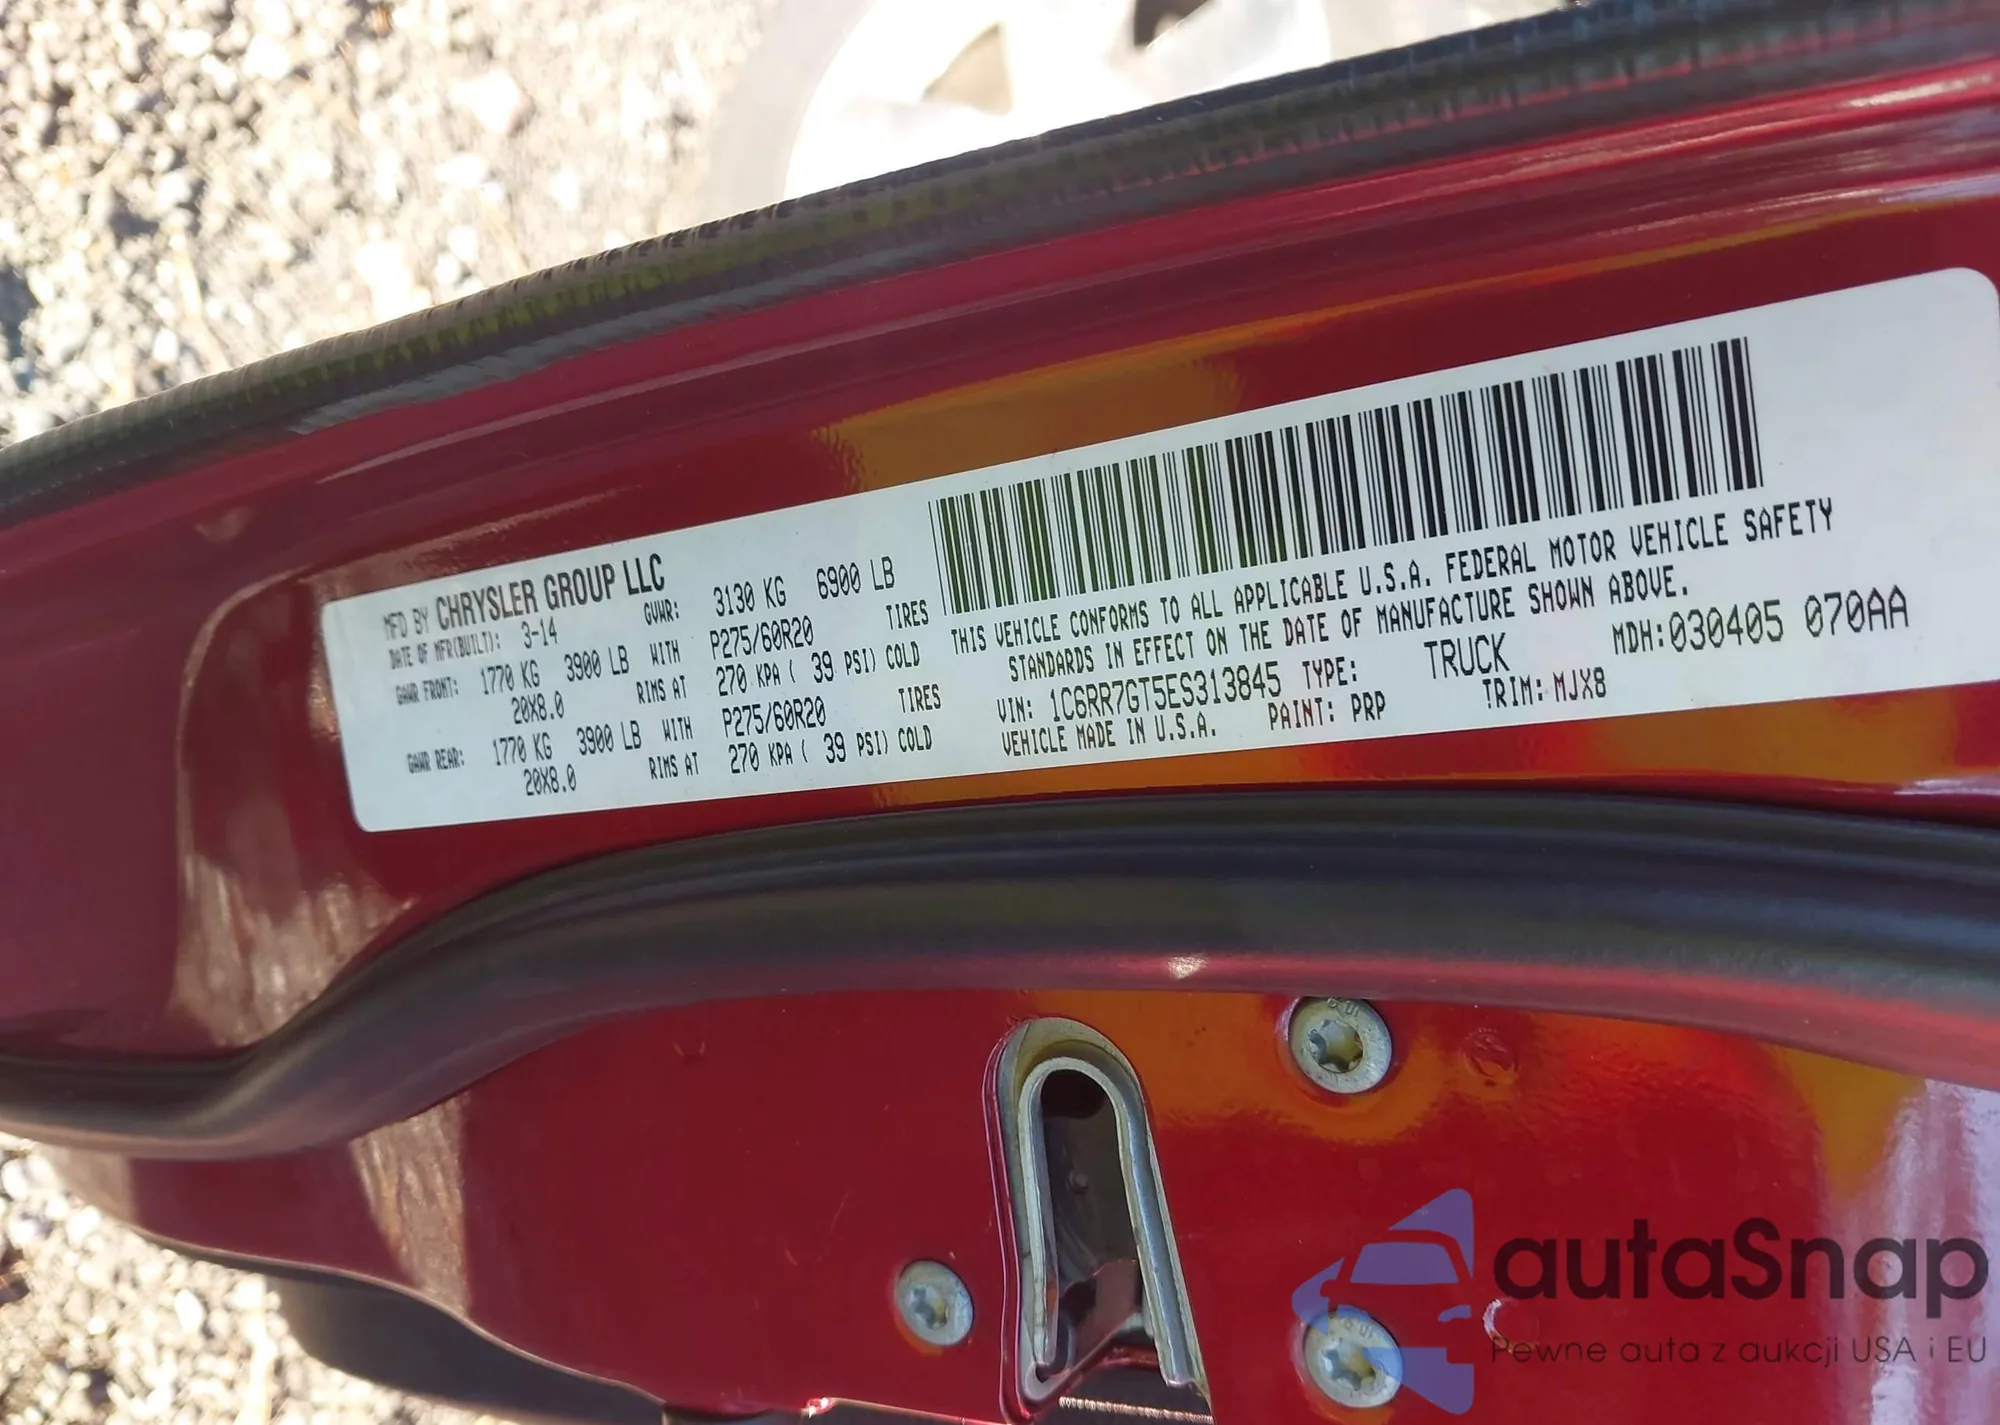 MFD BY CHRYSLER GROUP LLC
DATE OF MFR(BUILT): 3-14 GVWR: 3130 KG 6900 LB
GAWR FRONT: 1770 KG 3900 LB WITH P275/60R20 TIRES
20X8.0 RIMS AT 270 KPA ( 39 PSI) COLD
GAWR REAR: 1770 KG 3900 LB WITH P275/60R20 TIRES
20X8.0 RIMS AT 270 KPA ( 39 PSI) COLD
THIS VEHICLE CONFORMS TO ALL APPLICABLE U.S.A. FEDERAL MOTOR VEHICLE SAFETY
STANDARDS IN EFFECT ON THE DATE OF MANUFACTURE SHOWN ABOVE.
VIN: 1C6RR7GT5ES313845 TYPE: TRUCK MDH:030405 070AA
VEHICLE MADE IN U.S.A. PAINT: PRP TRIM: MJX8
autaSnap
Pewne auta z aukcji USA i EU